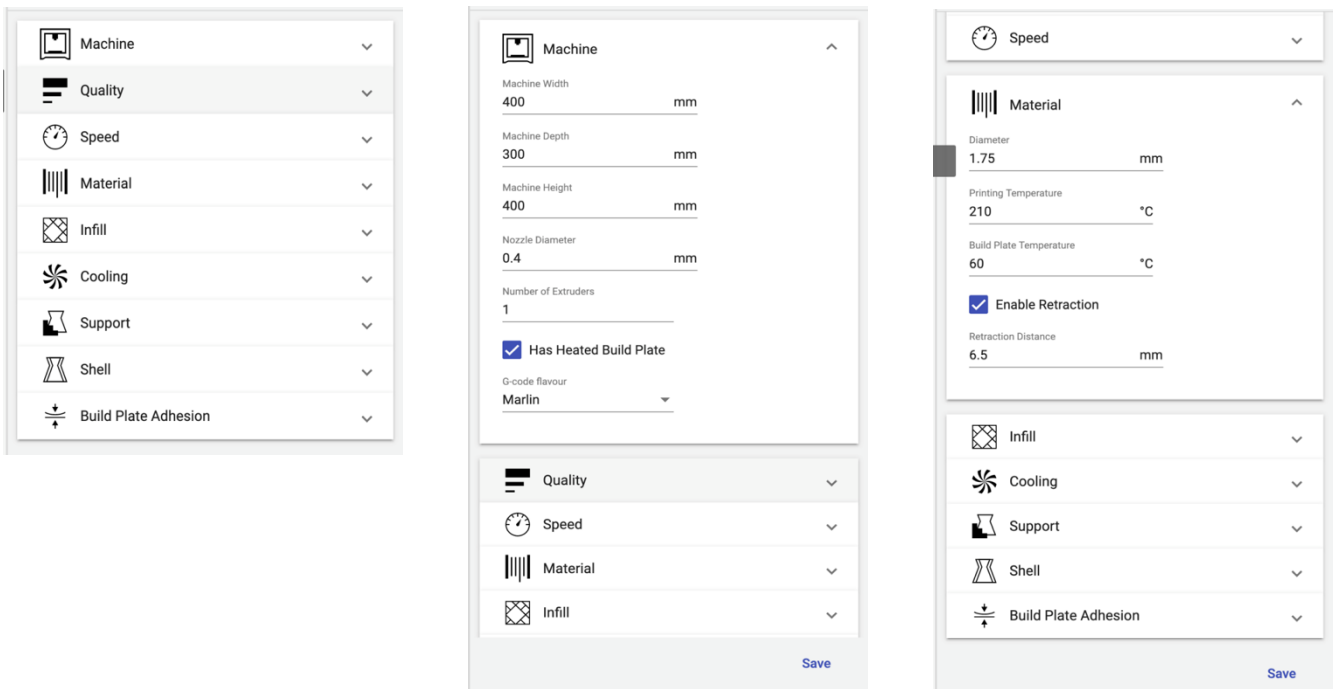 Machine
Quality
Speed
Material
Infill
Cooling
Support
Shell
Build Plate Adhesion
Machine
Machine Width
400 mm
Machine Depth
300 mm
Machine Height
400 mm
Nozzle Diameter
0.4 mm
Number of Extruders
1
Has Heated Build Plate
G-code flavour
Marlin
Quality
Speed
Material
Infill
Save
Speed
Material
Diameter
1.75 mm
Printing Temperature
210 °C
Build Plate Temperature
60 °C
Enable Retraction
Retraction Distance
6.5 mm
Infill
Cooling
Support
Shell
Build Plate Adhesion
Save